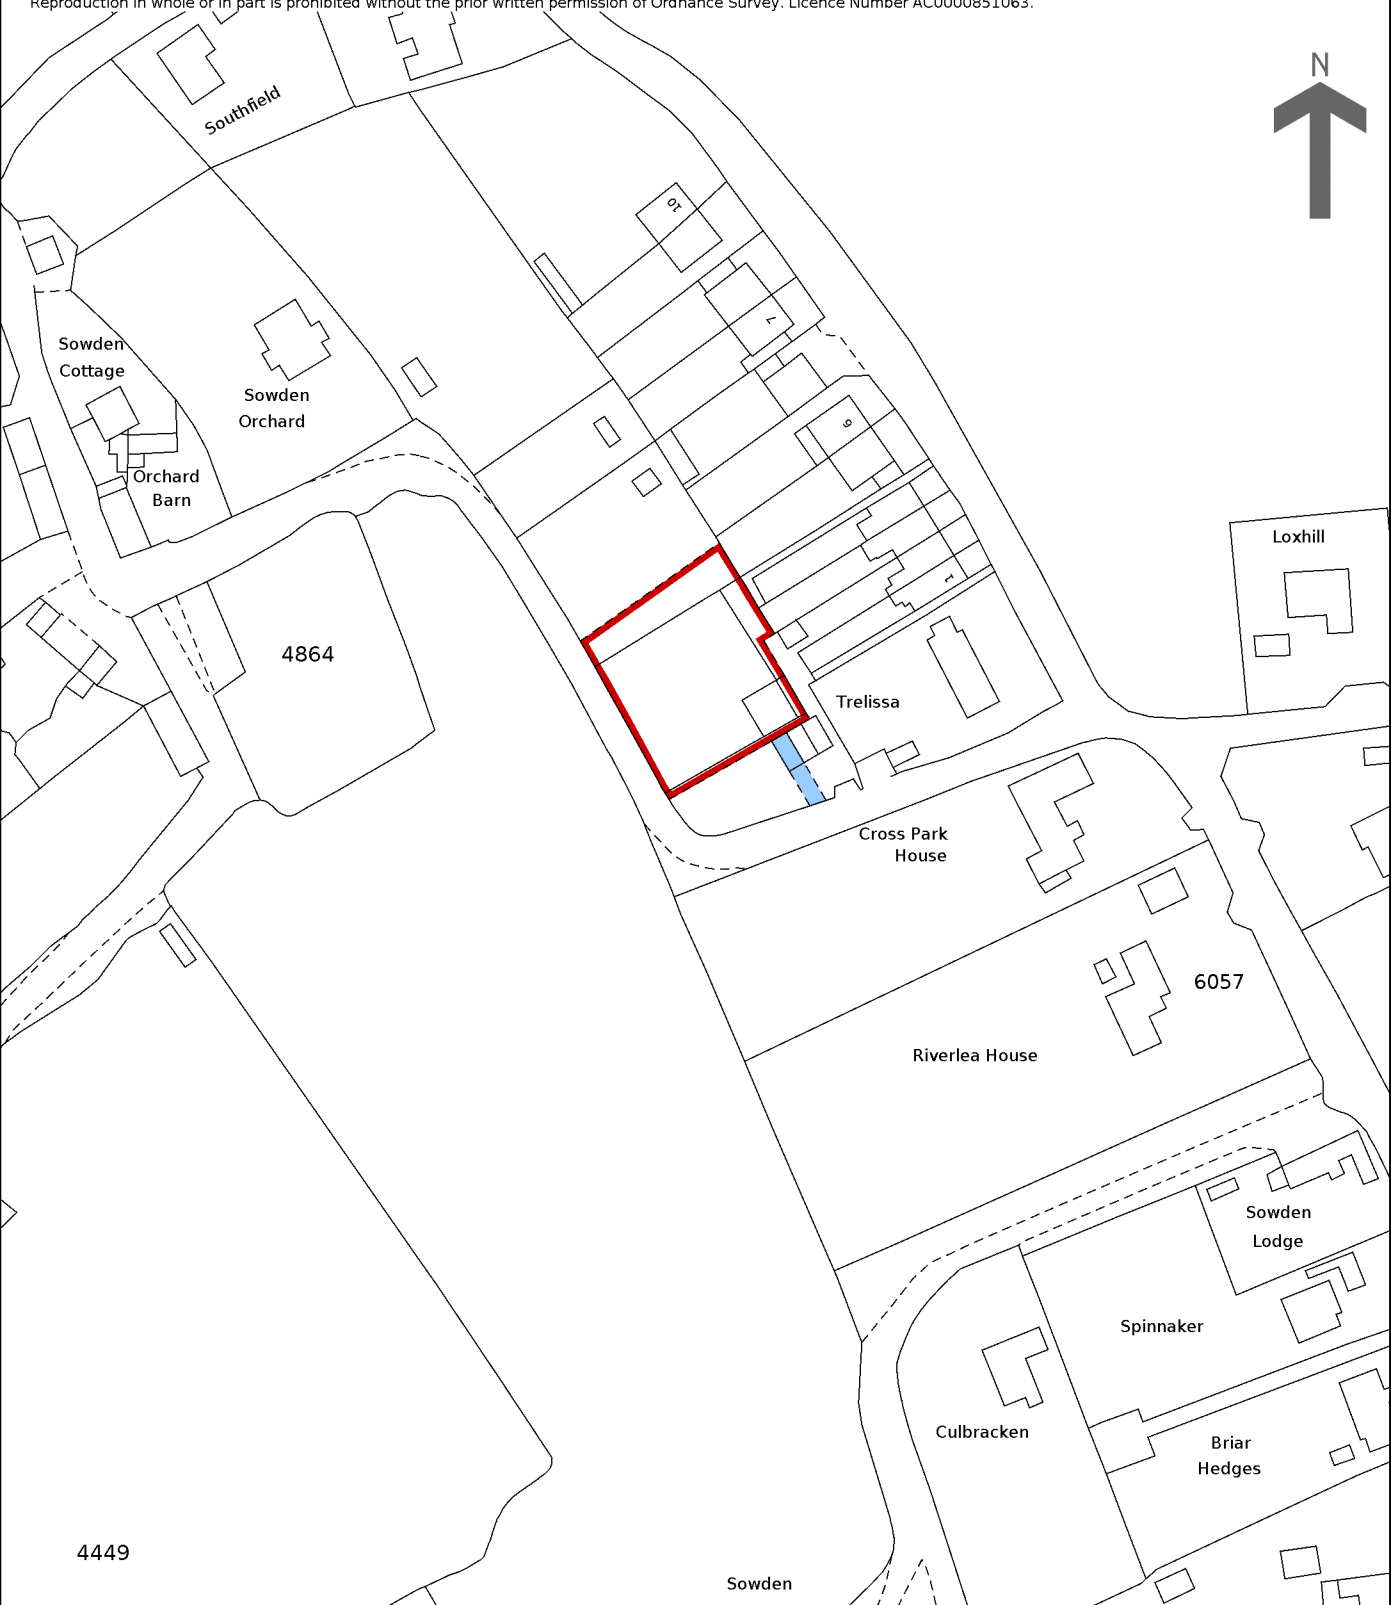 Reproduction in whole or in part is prohibited without the prior written permission of Ordnance Survey. Licence Number AC0000851063.
N
Southfield
10
7
Sowden
Cottage
Sowden
Orchard
6
Orchard
Barn
Loxhill
1
4864
Trelissa
Cross Park
House
6057
Riverlea House
Sowden
Lodge
Spinnaker
Culbracken
Briar
Hedges
4449
Sowden